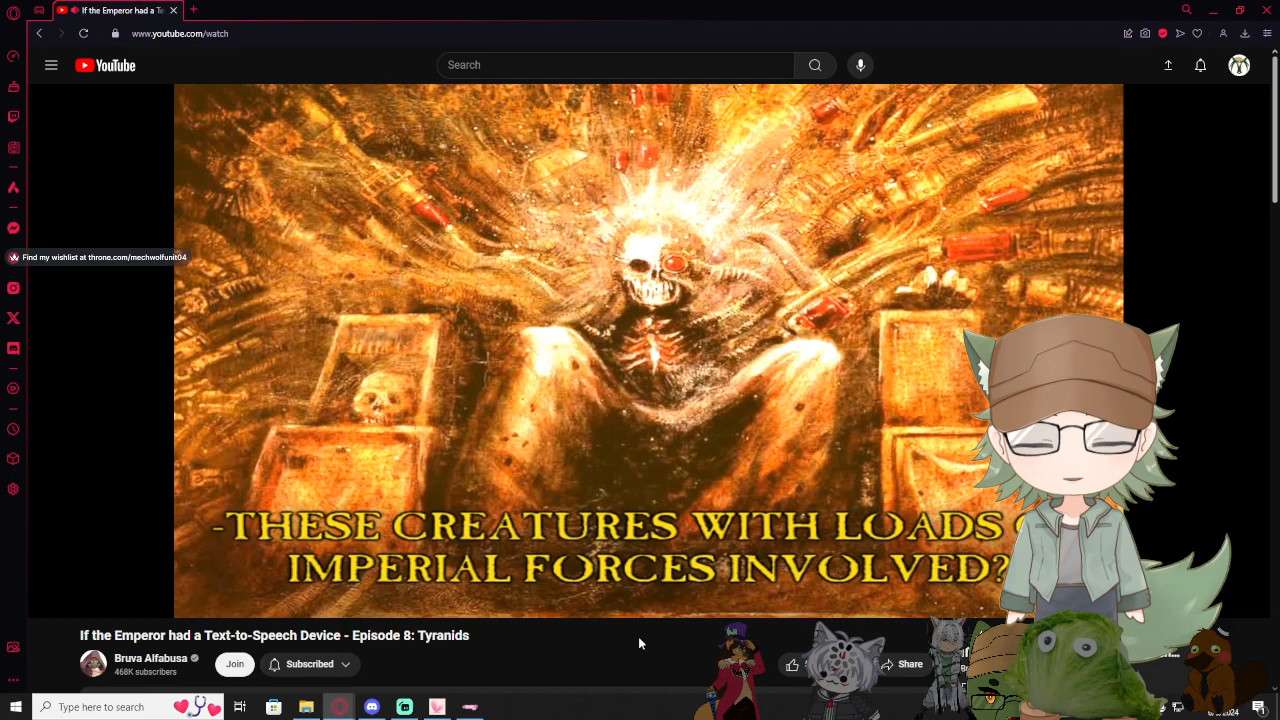 If the Emperor had a Te
www.youtube.com/watch
YouTube
Search
Find my wishlist at throne.com/mechwolfunit04
-THESE CREATURES WITH LOADS
IMPERIAL FORCES INVOLVED?
If the Emperor had a Text-to-Speech Device - Episode 8: Tyranids
Bruva Alfabusa
468K subscribers
Join
Subscribed
Share
Type here to search